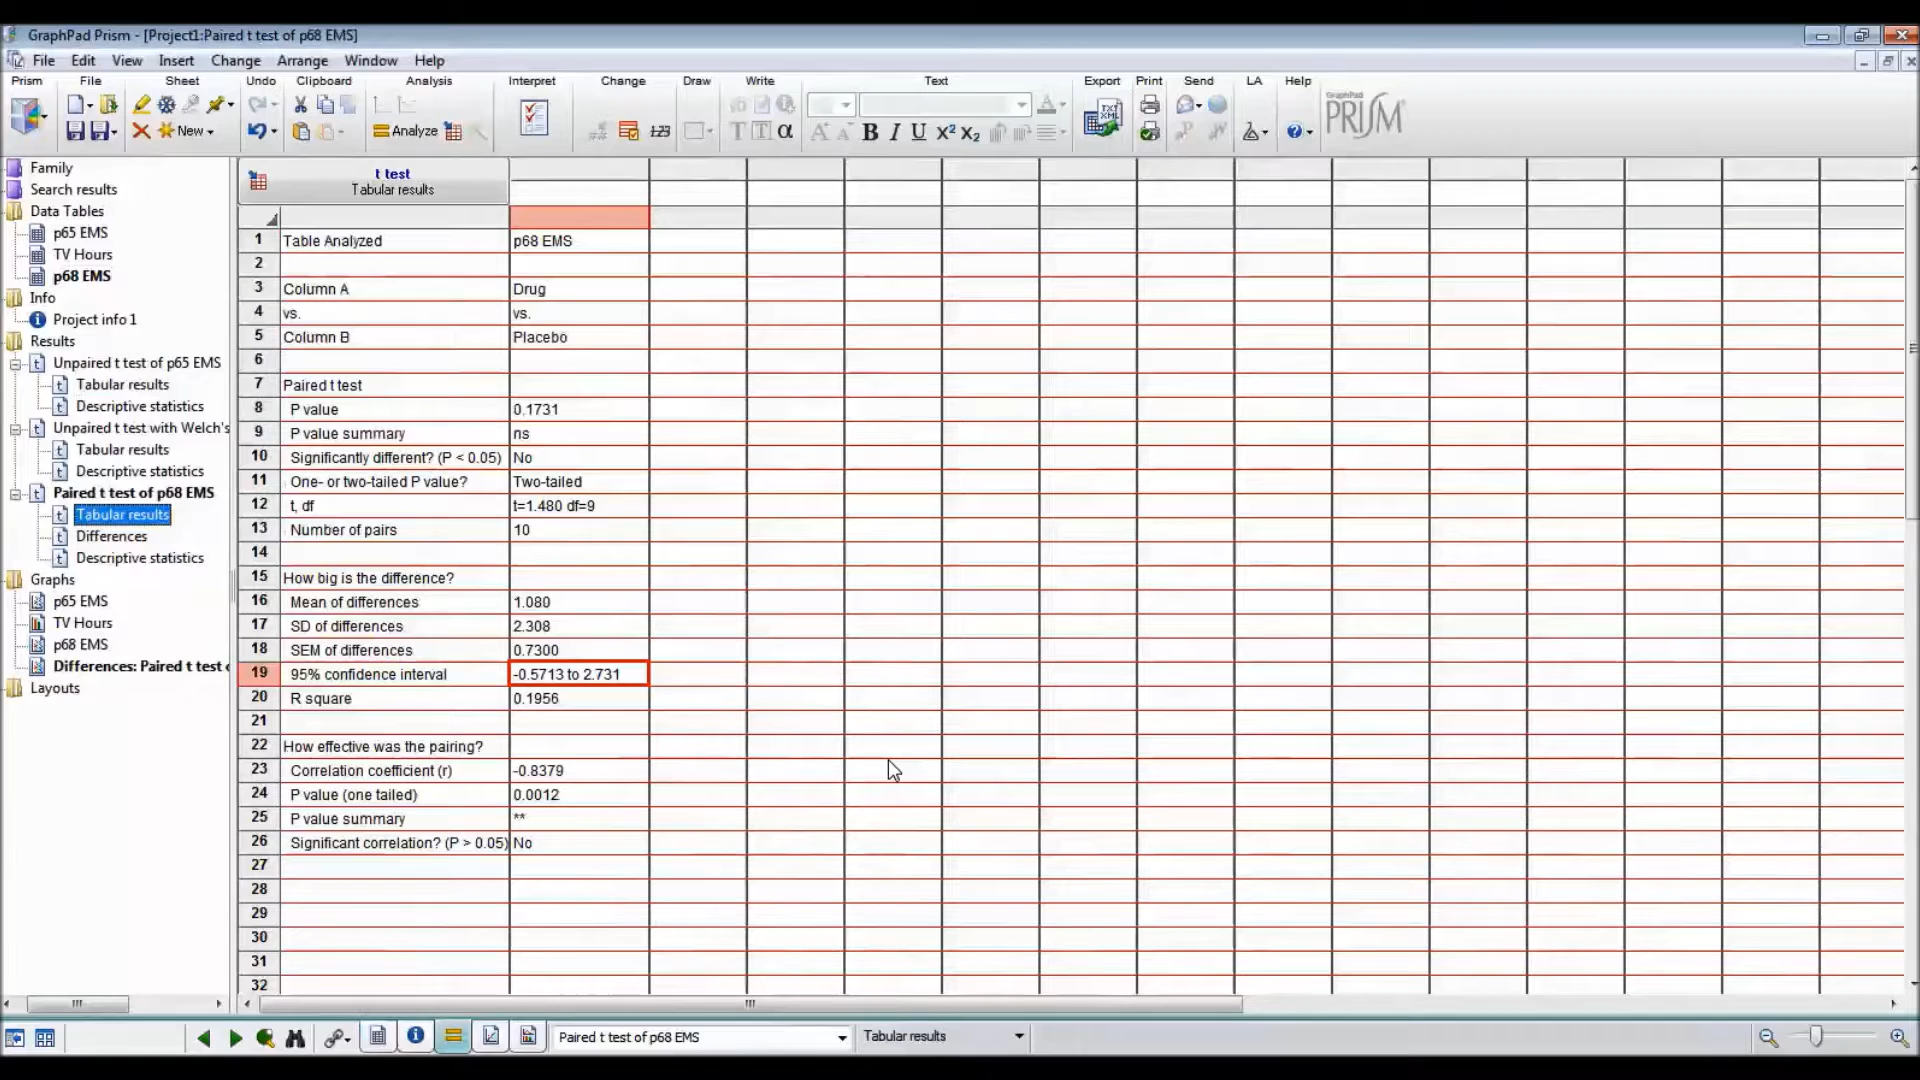 GraphPad Prism - [Project1:Paired t test of p68 EMS]
File Edit View Insert Change Arrange Window Help
Prism File Sheet Undo Clipboard Analysis Interpret Change Draw Write Text Export Print Send LA Help
New
Analyze
123
T T α A A B I U X² X₂ A
TXT
XML
GraphPad
PRISM
Family
Search results
Data Tables
p65 EMS
TV Hours
p68 EMS
Info
Project info 1
Results
Unpaired t test of p65 EMS
Tabular results
Descriptive statistics
Unpaired t test with Welch's
Tabular results
Descriptive statistics
Paired t test of p68 EMS
Tabular results
Differences
Descriptive statistics
Graphs
p65 EMS
TV Hours
p68 EMS
Differences: Paired t test
Layouts
t test
Tabular results
1 Table Analyzed p68 EMS
2
3 Column A Drug
4 vs. vs.
5 Column B Placebo
6
7 Paired t test
8 P value 0.1731
9 P value summary ns
10 Significantly different? (P < 0.05) No
11 One- or two-tailed P value? Two-tailed
12 t, df t=1.480 df=9
13 Number of pairs 10
14
15 How big is the difference?
16 Mean of differences 1.080
17 SD of differences 2.308
18 SEM of differences 0.7300
19 95% confidence interval -0.5713 to 2.731
20 R square 0.1956
21
22 How effective was the pairing?
23 Correlation coefficient (r) -0.8379
24 P value (one tailed) 0.0012
25 P value summary **
26 Significant correlation? (P > 0.05) No
27
28
29
30
31
32
Paired t test of p68 EMS Tabular results